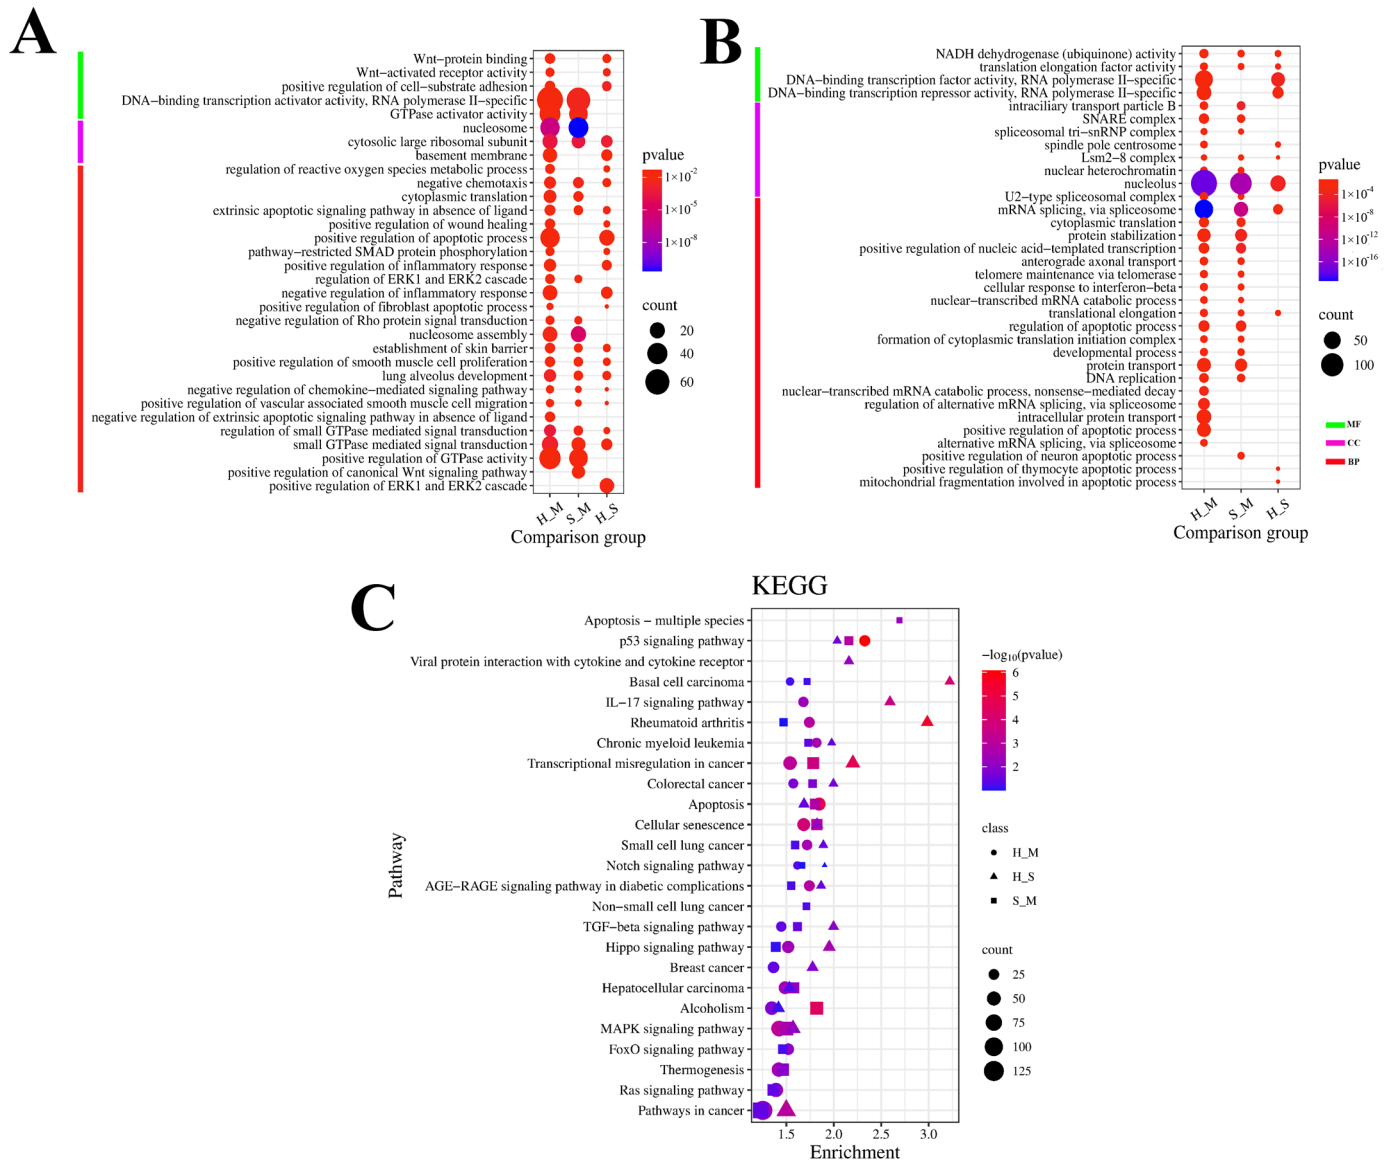 A
Wnt−protein binding
Wnt−activated receptor activity
positive regulation of cell−substrate adhesion
DNA−binding transcription activator activity, RNA polymerase II−specific
GTPase activator activity
nucleosome
cytosolic large ribosomal subunit
basement membrane
regulation of reactive oxygen species metabolic process
negative chemotaxis
cytoplasmic translation
extrinsic apoptotic signaling pathway in absence of ligand
positive regulation of wound healing
positive regulation of apoptotic process
pathway−restricted SMAD protein phosphorylation
positive regulation of inflammatory response
regulation of ERK1 and ERK2 cascade
negative regulation of inflammatory response
positive regulation of fibroblast apoptotic process
negative regulation of Rho protein signal transduction
nucleosome assembly
establishment of skin barrier
positive regulation of smooth muscle cell proliferation
lung alveolus development
negative regulation of chemokine−mediated signaling pathway
positive regulation of vascular associated smooth muscle cell migration
negative regulation of extrinsic apoptotic signaling pathway in absence of ligand
regulation of small GTPase mediated signal transduction
small GTPase mediated signal transduction
positive regulation of GTPase activity
positive regulation of canonical Wnt signaling pathway
positive regulation of ERK1 and ERK2 cascade
H_M
S_M
H_S
Comparison group
pvalue
1×10⁻²
1×10⁻⁵
1×10⁻⁸
count
20
40
60
B
NADH dehydrogenase (ubiquinone) activity
translation elongation factor activity
DNA−binding transcription factor activity, RNA polymerase II−specific
DNA−binding transcription repressor activity, RNA polymerase II−specific
intraciliary transport particle B
SNARE complex
spliceosomal tri−snRNP complex
spindle pole centrosome
Lsm2−8 complex
nuclear heterochromatin
nucleolus
U2−type spliceosomal complex
mRNA splicing, via spliceosome
cytoplasmic translation
protein stabilization
positive regulation of nucleic acid−templated transcription
anterograde axonal transport
telomere maintenance via telomerase
cellular response to interferon−beta
nuclear−transcribed mRNA catabolic process
translational elongation
regulation of apoptotic process
formation of cytoplasmic translation initiation complex
developmental process
protein transport
DNA replication
nuclear−transcribed mRNA catabolic process, nonsense−mediated decay
regulation of alternative mRNA splicing, via spliceosome
intracellular protein transport
positive regulation of apoptotic process
alternative mRNA splicing, via spliceosome
positive regulation of neuron apoptotic process
positive regulation of thymocyte apoptotic process
mitochondrial fragmentation involved in apoptotic process
H_M
S_M
H_S
Comparison group
pvalue
1×10⁻⁴
1×10⁻⁸
1×10⁻¹²
1×10⁻¹⁶
count
50
100
MF
CC
BP
C
KEGG
Pathway
Apoptosis − multiple species
p53 signaling pathway
Viral protein interaction with cytokine and cytokine receptor
Basal cell carcinoma
IL−17 signaling pathway
Rheumatoid arthritis
Chronic myeloid leukemia
Transcriptional misregulation in cancer
Colorectal cancer
Apoptosis
Cellular senescence
Small cell lung cancer
Notch signaling pathway
AGE−RAGE signaling pathway in diabetic complications
Non−small cell lung cancer
TGF−beta signaling pathway
Hippo signaling pathway
Breast cancer
Hepatocellular carcinoma
Alcoholism
MAPK signaling pathway
FoxO signaling pathway
Thermogenesis
Ras signaling pathway
Pathways in cancer
1.5 2.0 2.5 3.0
Enrichment
−log₁₀(pvalue)
6
5
4
3
2
class
H_M
H_S
S_M
count
25
50
75
100
125